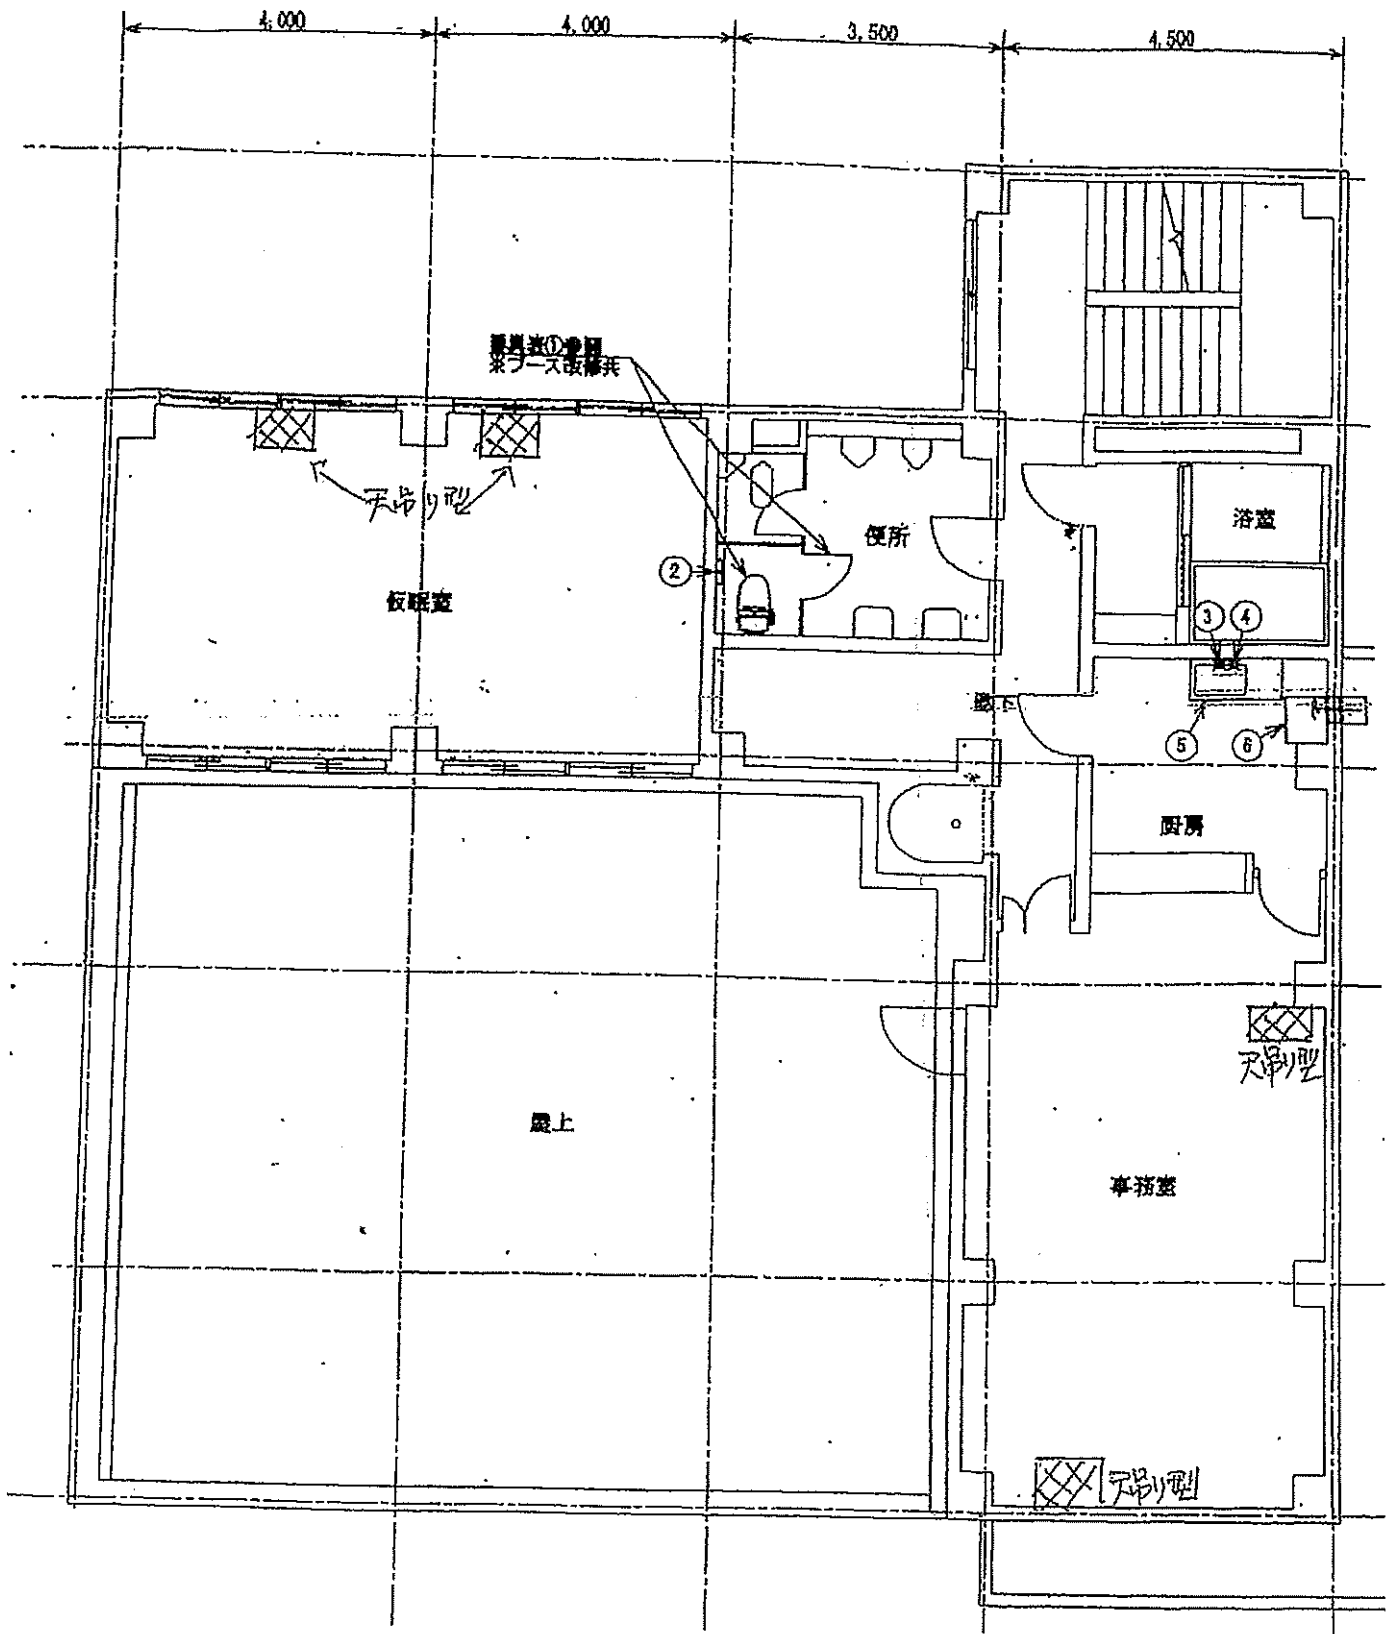 4,000
4,000
3,500
4,500
器具表①参照
※ブース改修共
天吊り型
便所
浴室
②
仮眠室
③
④
廊下
⑤
⑥
厨房
天吊り型
屋上
事務室
天吊り型